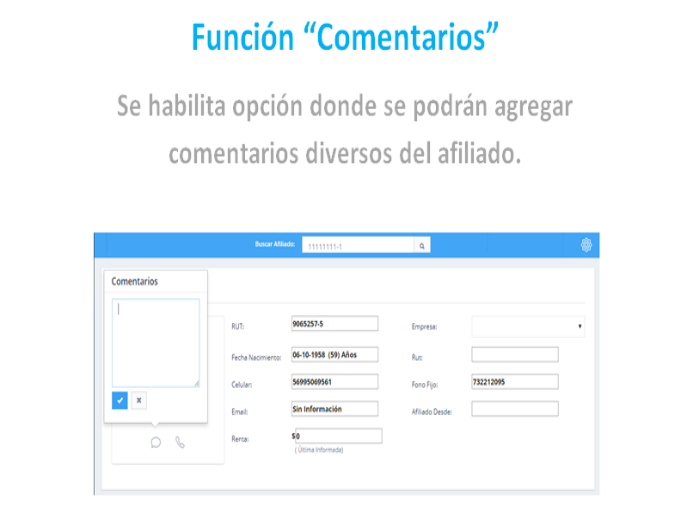 Función “Comentarios”
Se habilita opción donde se podrán agregar
comentarios diversos del afiliado.
Buscar Afiliado: 11111111-1
Comentarios
RUT: 9065257-5 Empresa:
Fecha Nacimiento: 06-10-1958 (59) Años Rut:
Celular: 56995069561 Fono Fijo: 732212095
Email: Sin Información Afiliado Desde:
Renta: $0
( Última informada)